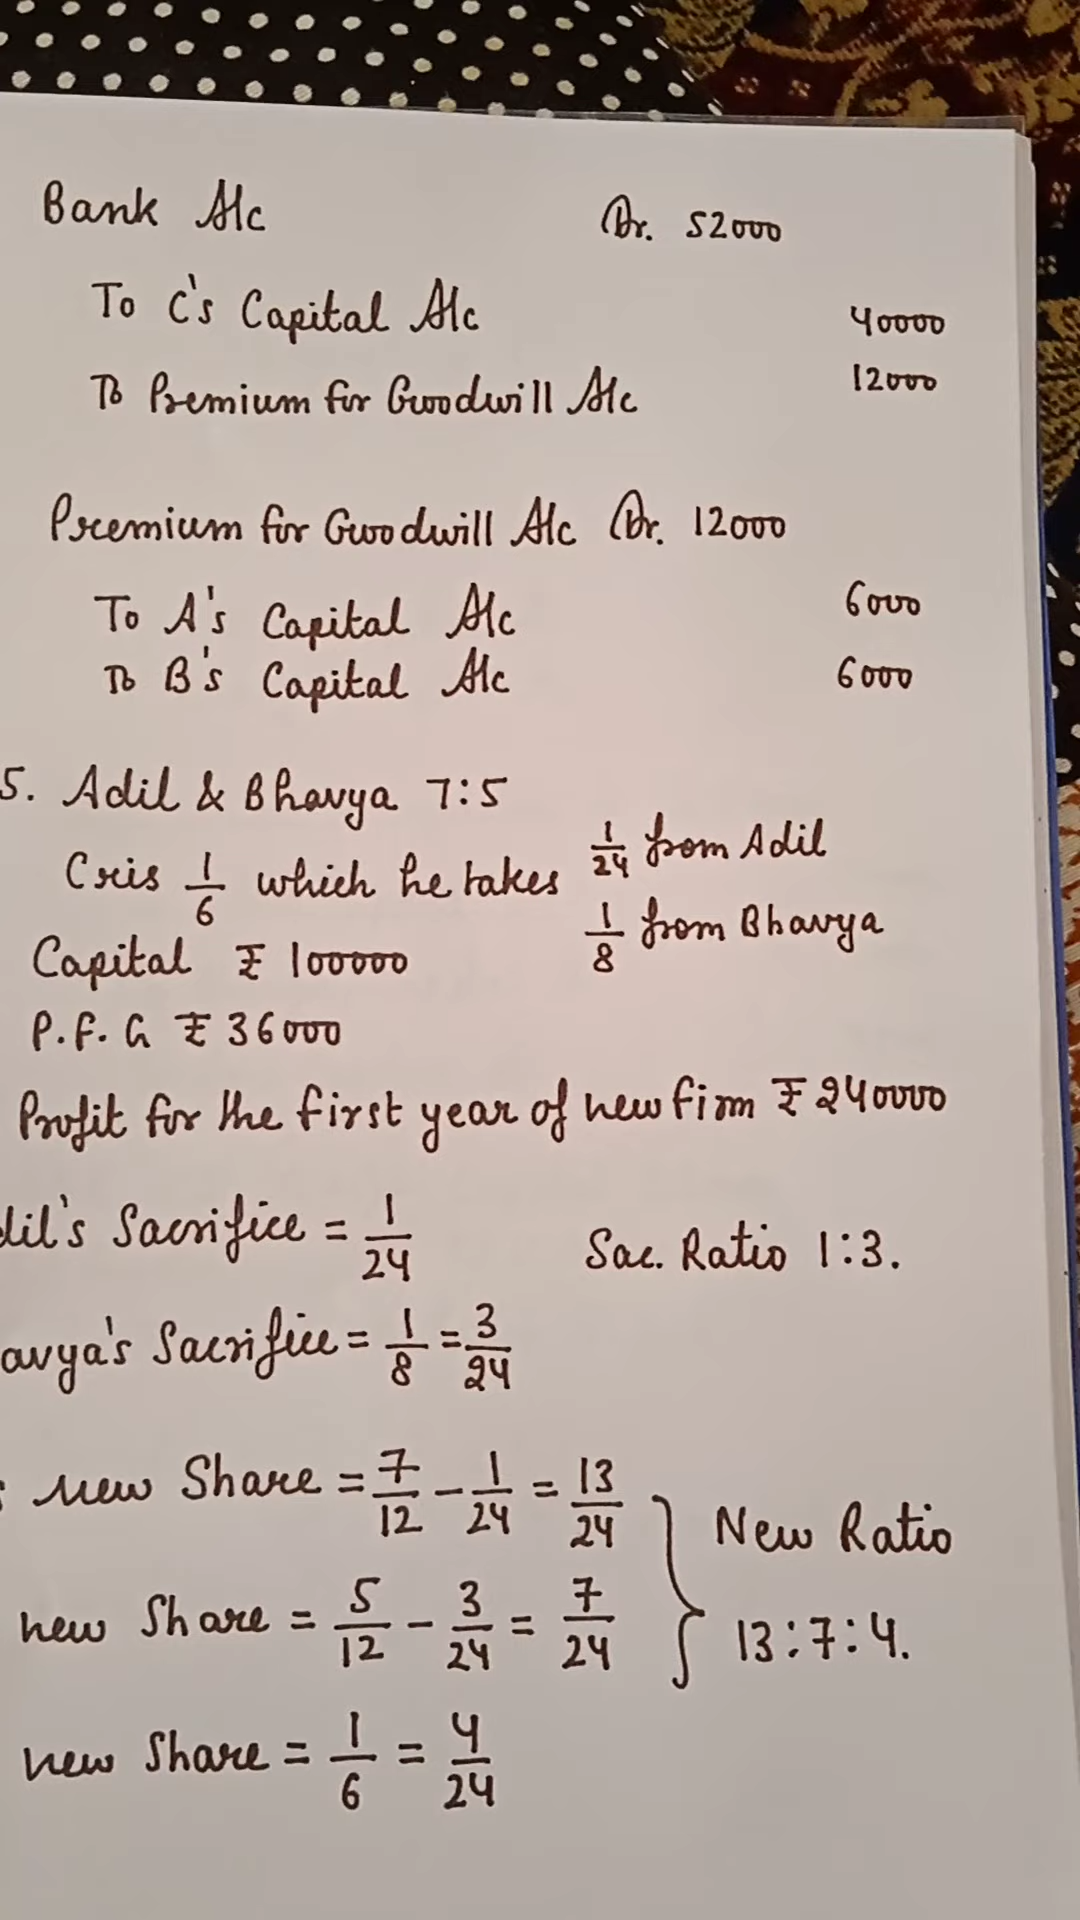 Bank A/c Dr. 52000
To C's Capital A/c 40000
To Premium for Goodwill A/c 12000
Premium for Goodwill A/c Dr. 12000
To A's Capital A/c 6000
To B's Capital A/c 6000
5. Adil & Bhavya 7:5
Cris 1/6 which he takes 1/24 from Adil
1/8 from Bhavya
Capital ₹ 100000
P.F.G ₹ 36000
Profit for the first year of new firm ₹ 240000
dil's Sacrifice = 1/24 Sac. Ratio 1:3.
avya's Sacrifice = 1/8 = 3/24
s new Share = 7/12 - 1/24 = 13/24
new Share = 5/12 - 3/24 = 7/24
New Ratio
13:7:4.
new Share = 1/6 = 4/24